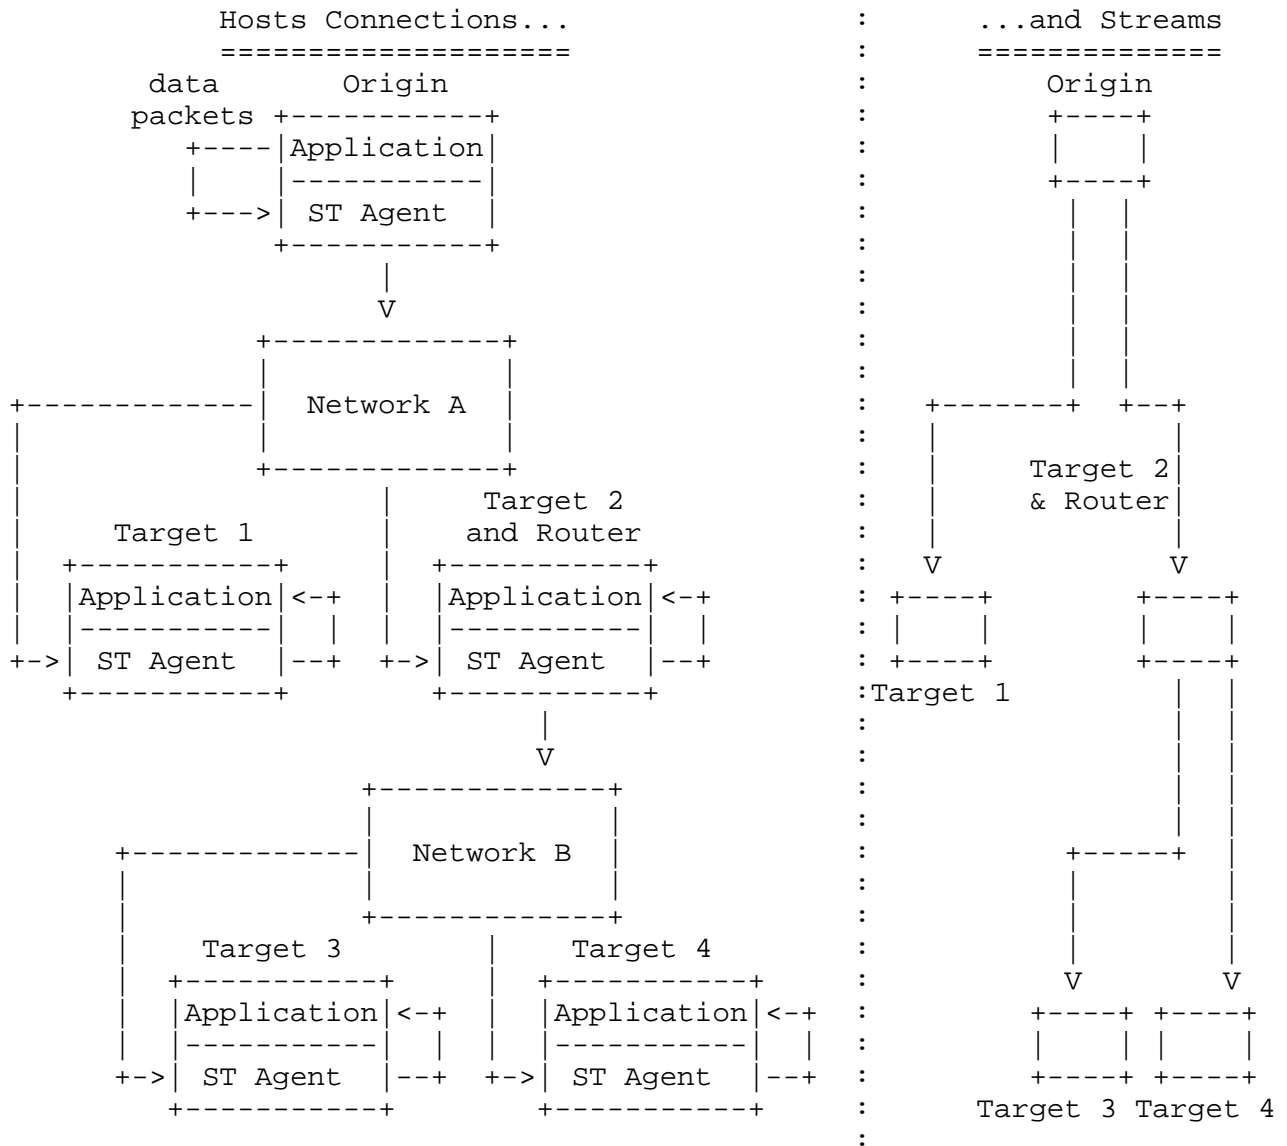 Hosts Connections... : ...and Streams
==================== : ==============
data Origin : Origin
packets +-----------+ : +----+
+----|Application| : | |
| |-----------| : +----+
+--->| ST Agent | : | |
+-----------+ : | |
| : | |
V : | |
+-------------+ : | |
| | : | |
+-------------| Network A | : +-------+ +--+
| | | : | |
| +-------------+ : | Target 2|
| | Target 2 : | & Router|
| Target 1 | and Router : | |
| +-----------+ | +-----------+ : V V
| |Application|<-+ | |Application|<-+ : +----+ +----+
| |-----------| | | |-----------| | : | | | |
+->| ST Agent |--+ +->| ST Agent |--+ : +----+ +----+
+-----------+ +-----------+ :Target 1 | |
| : | |
V : | |
+-------------+ : | |
| | : | |
+-------------| Network B | : +-----+ |
| | | : | |
| +-------------+ : | |
| Target 3 | Target 4 : | |
| +-----------+ | +-----------+ : V V
| |Application|<-+ | |Application|<-+ : +----+ +----+
| |-----------| | | |-----------| | : | | | |
+->| ST Agent |--+ +->| ST Agent |--+ : +----+ +----+
+-----------+ +-----------+ : Target 3 Target 4
: